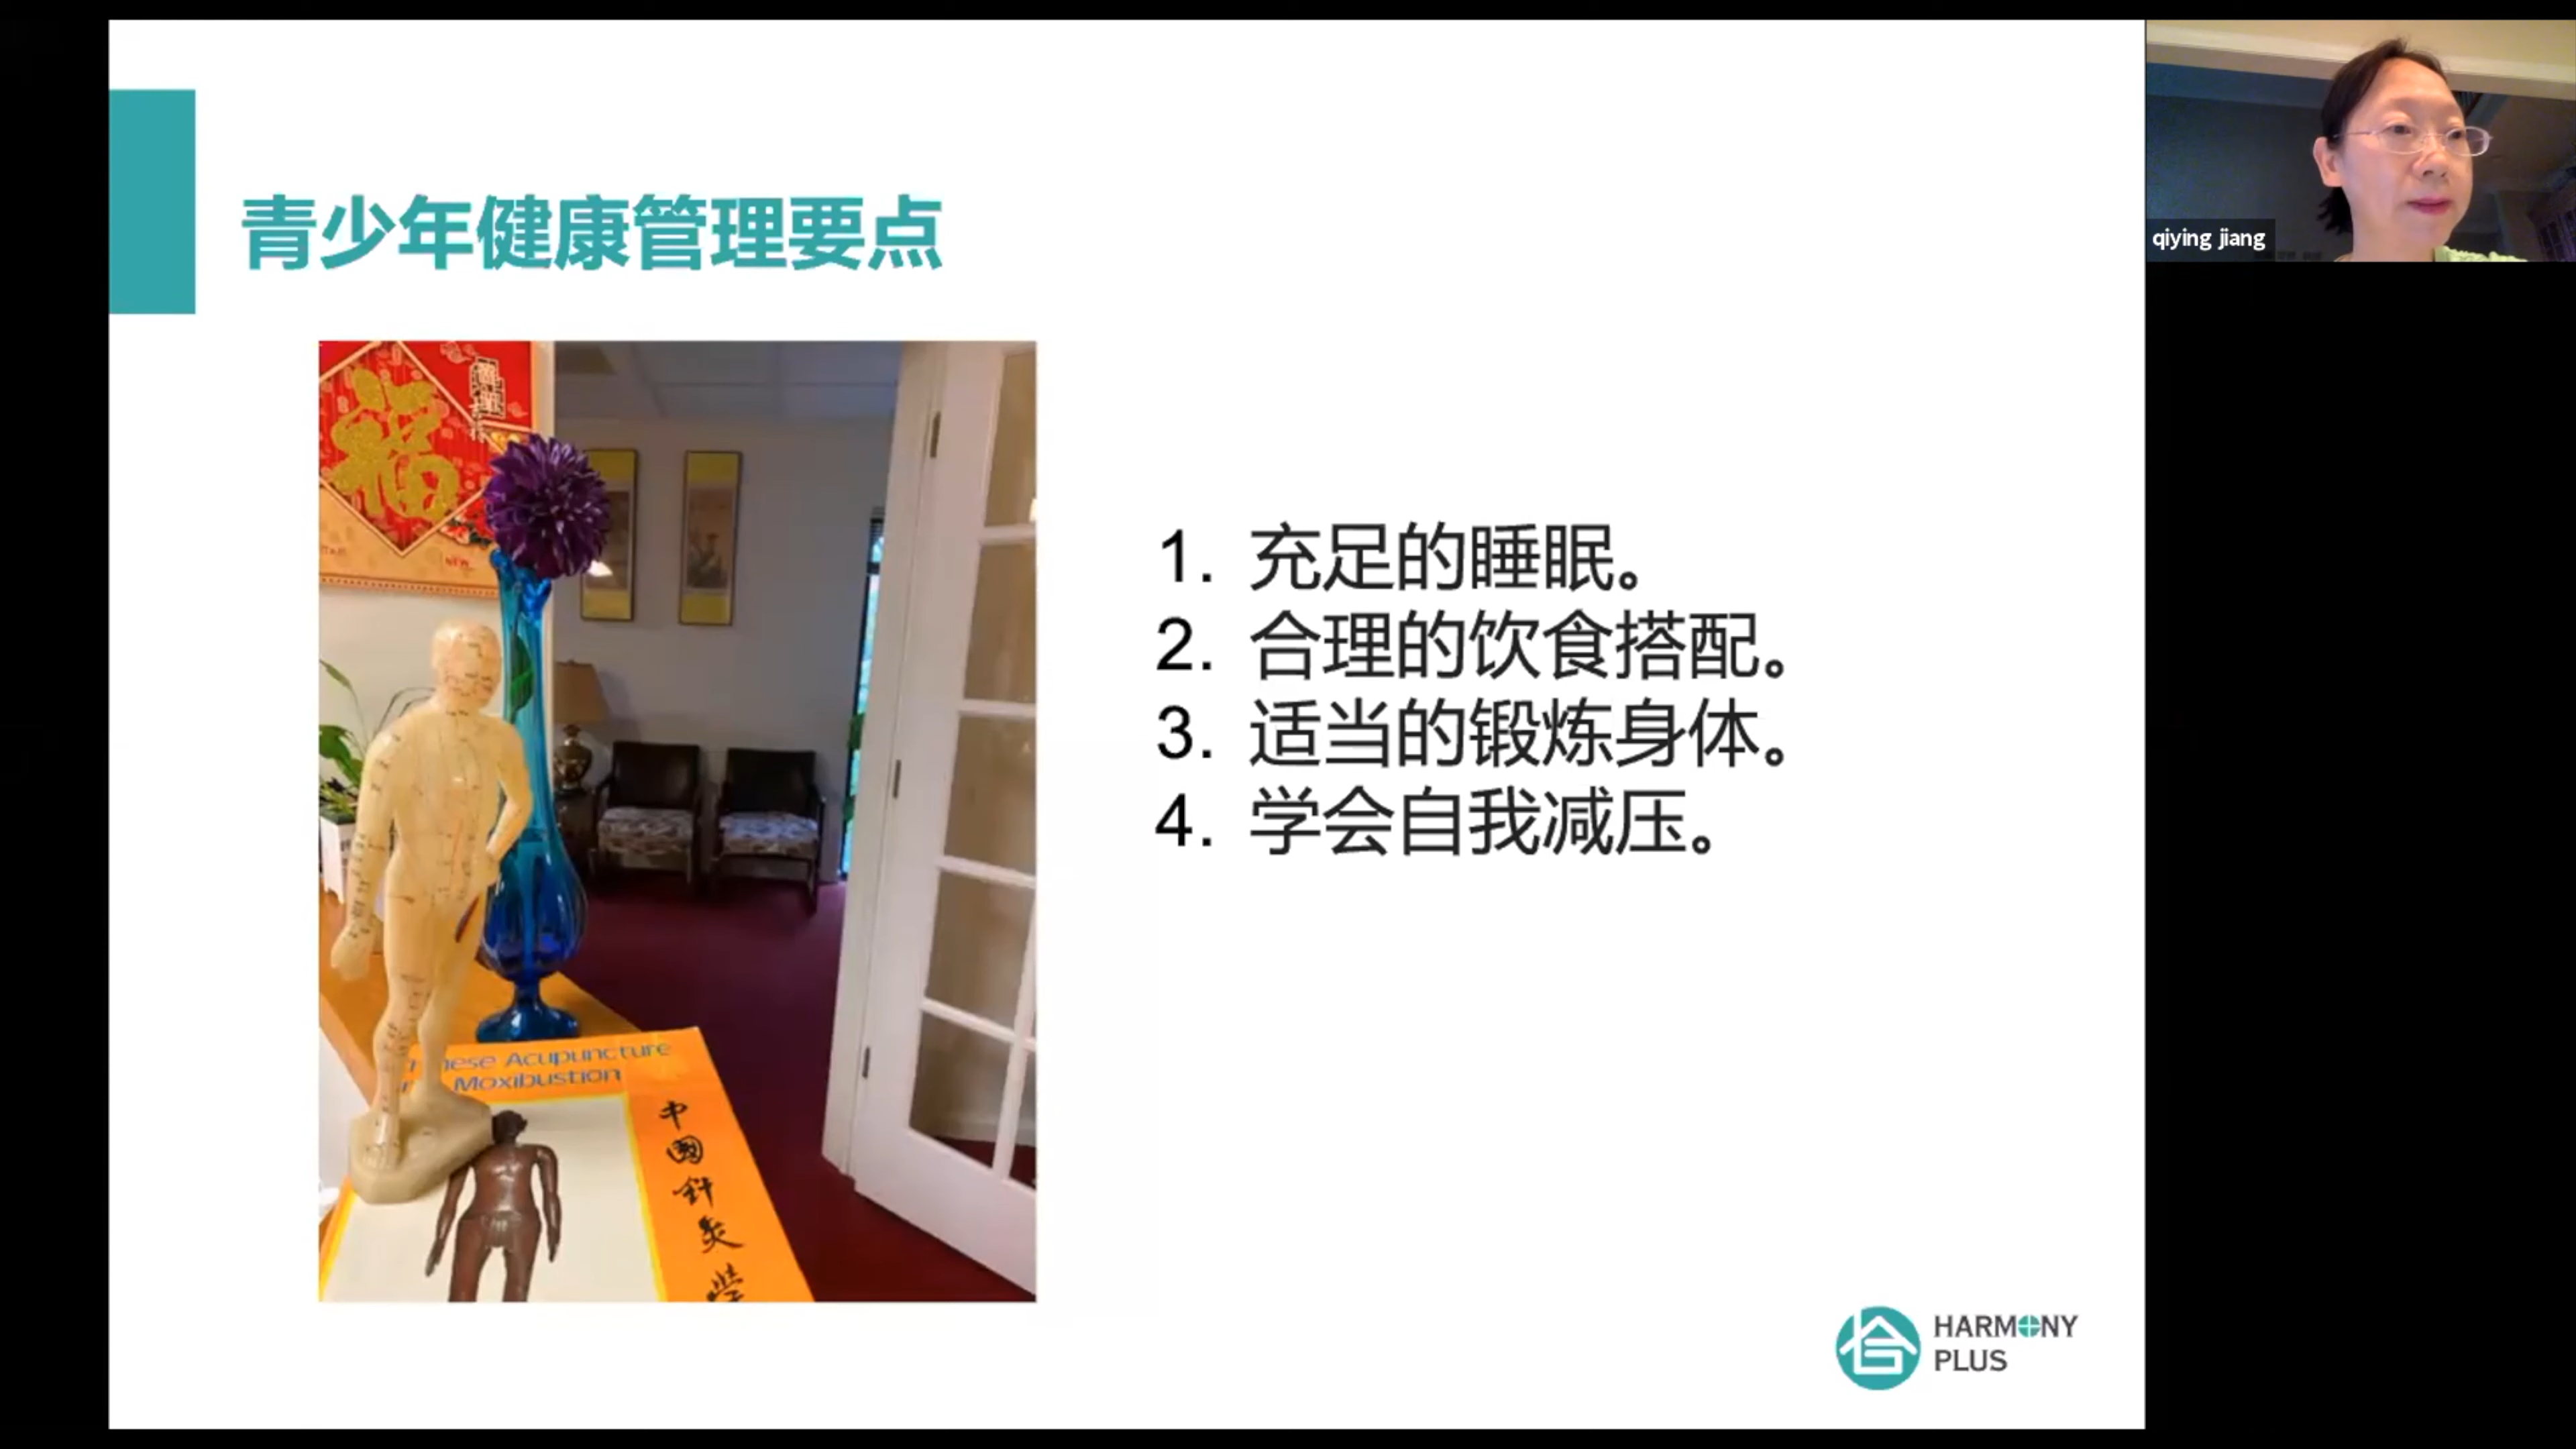 青少年健康管理要点
qiying jiang
福
1. 充足的睡眠。
2. 合理的饮食搭配。
3. 适当的锻炼身体。
4. 学会自我减压。
Acupuncture
Moxibustion
中國針灸學
HARMONY
PLUS